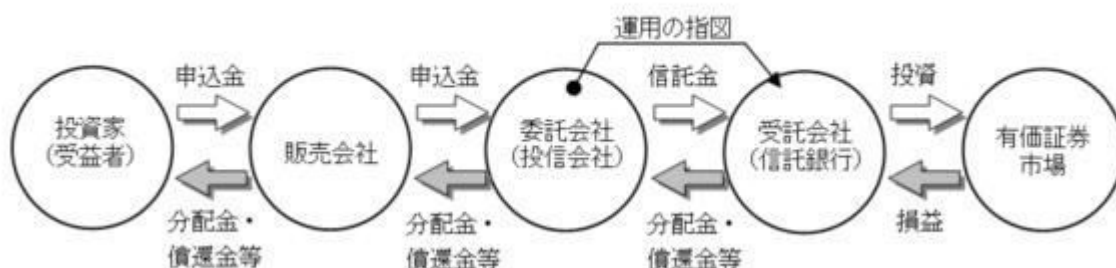 運用の指図
申込金
申込金
信託金
投資
投資家
(受益者)
販売会社
委託会社
(投信会社)
受託会社
(信託銀行)
有価証券
市場
分配金・
償還金等
分配金・
償還金等
分配金・
償還金等
損益